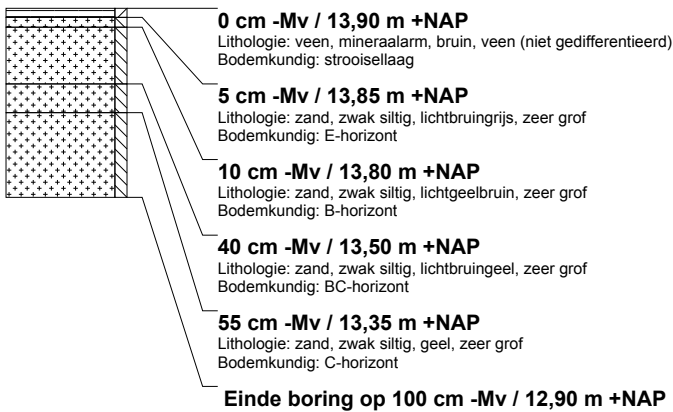 0 cm -Mv / 13,90 m +NAP
Lithologie: veen, mineraalarm, bruin, veen (niet gedifferentieerd)
Bodemkundig: strooisellaag
5 cm -Mv / 13,85 m +NAP
Lithologie: zand, zwak siltig, lichtbruingrijs, zeer grof
Bodemkundig: E-horizont
10 cm -Mv / 13,80 m +NAP
Lithologie: zand, zwak siltig, lichtgeelbruin, zeer grof
Bodemkundig: B-horizont
40 cm -Mv / 13,50 m +NAP
Lithologie: zand, zwak siltig, lichtbruingeel, zeer grof
Bodemkundig: BC-horizont
55 cm -Mv / 13,35 m +NAP
Lithologie: zand, zwak siltig, geel, zeer grof
Bodemkundig: C-horizont
Einde boring op 100 cm -Mv / 12,90 m +NAP